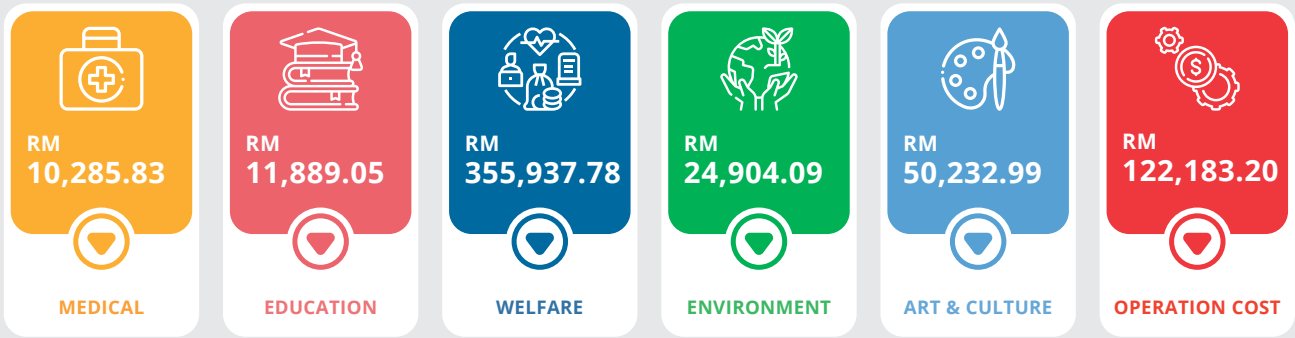 RM
10,285.83
MEDICAL
RM
11,889.05
EDUCATION
RM
355,937.78
WELFARE
RM
24,904.09
ENVIRONMENT
RM
50,232.99
ART & CULTURE
$
RM
122,183.20
OPERATION COST